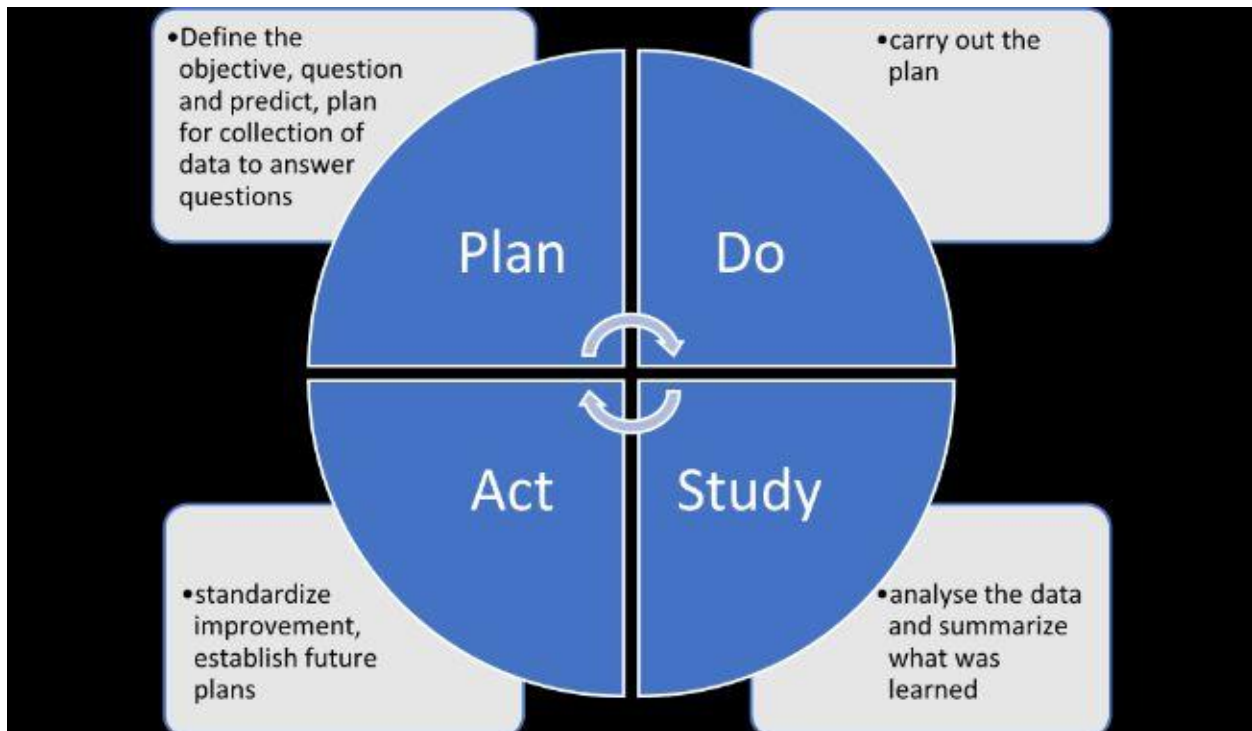 •Define the
objective, question
and predict, plan
for collection of
data to answer
questions
•carry out the
plan
Plan
Do
Act
Study
•standardize
improvement,
establish future
plans
•analyse the data
and summarize
what was
learned